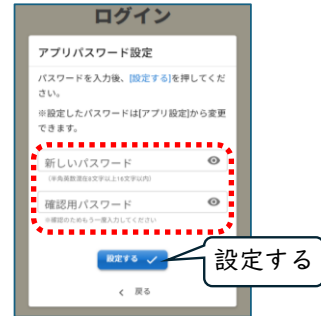 ログイン
アプリパスワード設定
パスワードを入力後、[設定する]を押してくだ
さい。
※設定したパスワードは[アプリ設定]から変更
できます。
新しいパスワード
(半角英数混在8文字以上16文字以内)
確認用パスワード
※確認のためもう一度入力してください
設定する
設定する
戻る